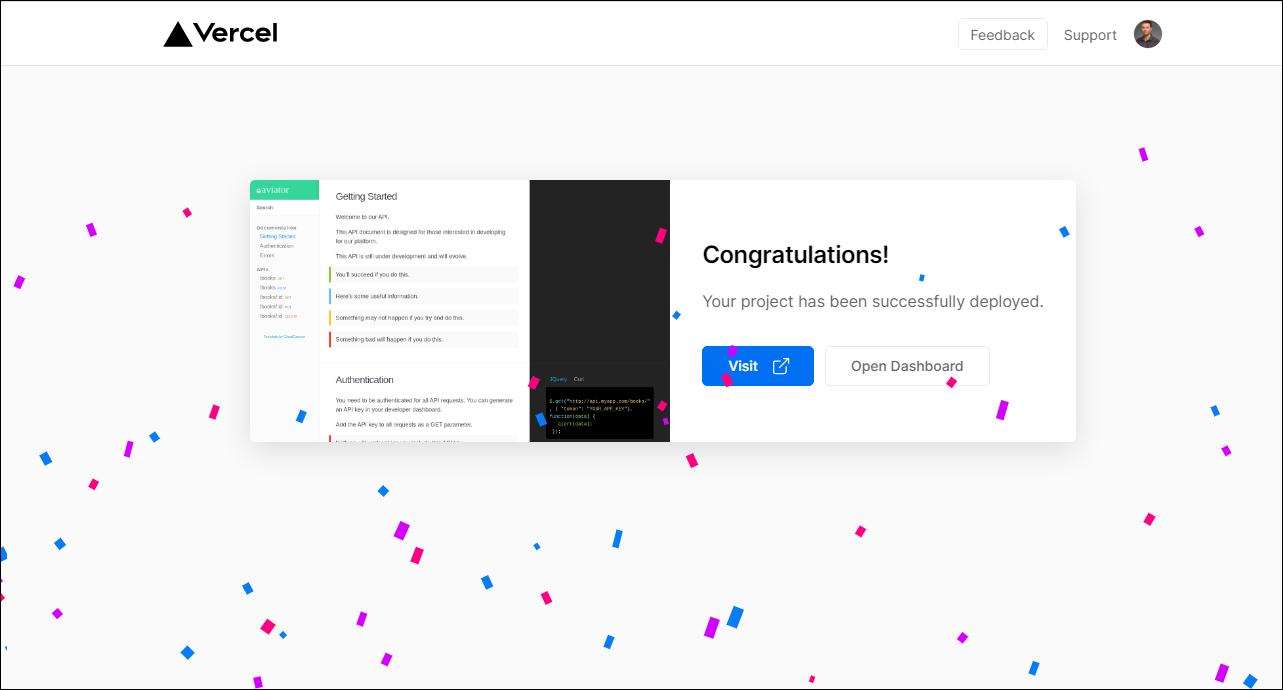 Vercel
Feedback
Support
aviator
Search
Documentation
Getting Started
Authentication
Errors
APIs
/books GET
/books POST
/books/:id GET
/books/:id PUT
/books/:id DELETE
Template by CloudCannon
Getting Started
Welcome to our API.
This API document is designed for those interested in developing
for our platform.
This API is still under development and will evolve.
You'll succeed if you do this.
Here's some useful information.
Something may not happen if you try and do this.
Something bad will happen if you do this.
Authentication
You need to be authenticated for all API requests. You can generate
an API key in your developer dashboard.
Add the API key to all requests as a GET parameter.
JQuery Curl
$.get("http://api.myapp.com/books/"
, { "token": "YOUR_APP_KEY"},
function(data) {
alert(data);
});
Congratulations!
Your project has been successfully deployed.
Visit
Open Dashboard